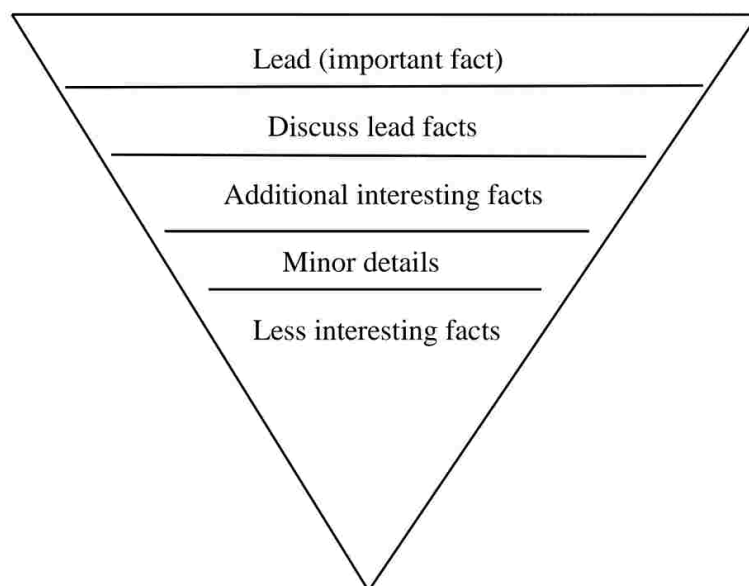 Lead (important fact)
Discuss lead facts
Additional interesting facts
Minor details
Less interesting facts